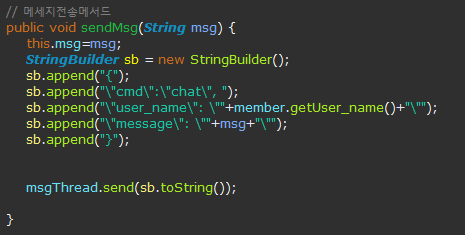 // 메세지전송메서드
public void sendMsg(String msg) {
this.msg=msg;
StringBuilder sb = new StringBuilder();
sb.append("{");
sb.append("\"cmd\":\"chat\", ");
sb.append("\"user_name\": \""+member.getUser_name()+"\"");
sb.append("\"message\": \""+msg+"\"");
sb.append("}");
msgThread.send(sb.toString());
}